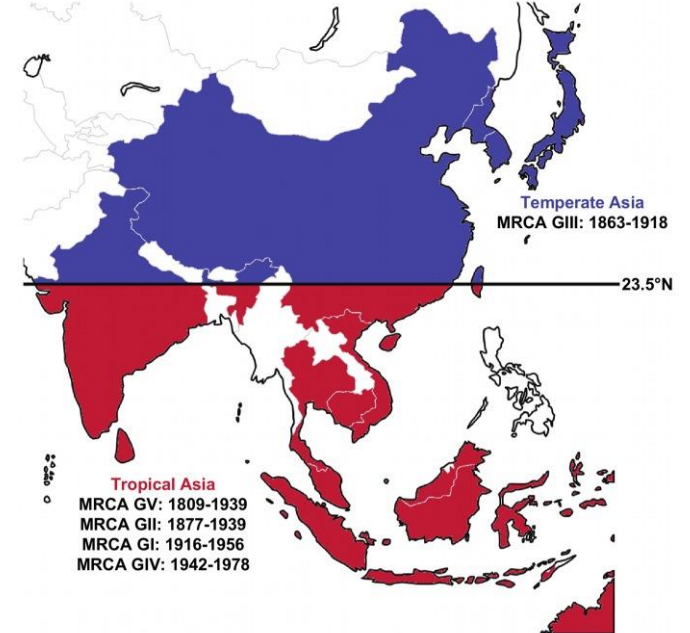 Temperate Asia
MRCA GIII: 1863-1918
23.5°N
Tropical Asia
MRCA GV: 1809-1939
MRCA GII: 1877-1939
MRCA GI: 1916-1956
MRCA GIV: 1942-1978